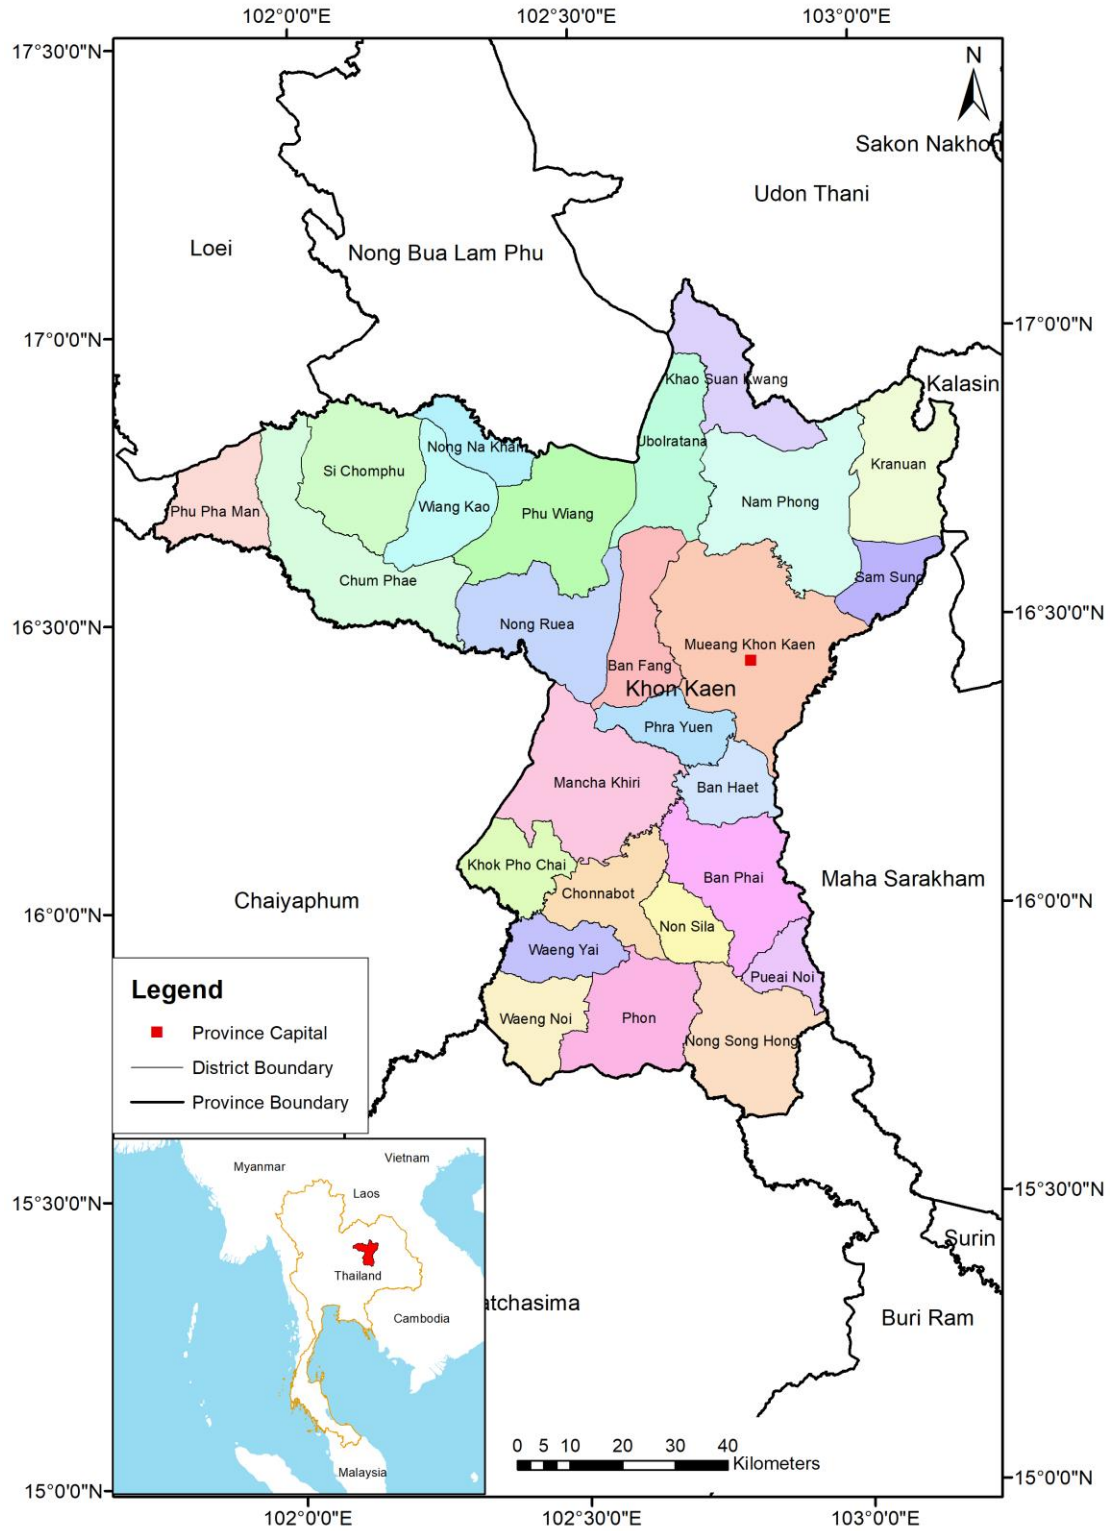 102°0'0"E
102°30'0"E
103°0'0"E
17°30'0"N
N
Sakon Nakhon
Udon Thani
Loei
Nong Bua Lam Phu
17°0'0"N
17°0'0"N
Khao Suan Kwang
Kalasin
Ubolratana
Nong Na Kham
Si Chomphu
Kranuan
Wiang Kao
Phu Wiang
Nam Phong
Phu Pha Man
Chum Phae
Sam Sung
16°30'0"N
16°30'0"N
Nong Ruea
Mueang Khon Kaen
Ban Fang
Khon Kaen
Phra Yuen
Mancha Khiri
Ban Haet
Khok Pho Chai
Ban Phai
Maha Sarakham
Chonnabot
Chaiyaphum
16°0'0"N
16°0'0"N
Non Sila
Waeng Yai
Pueai Noi
Waeng Noi
Phon
Nong Song Hong
Legend
Province Capital
District Boundary
Province Boundary
Myanmar
Vietnam
Laos
Thailand
Cambodia
Malaysia
15°30'0"N
15°30'0"N
Surin
atchasima
Buri Ram
0 5 10 20 30 40
Kilometers
15°0'0"N
15°0'0"N
102°0'0"E
102°30'0"E
103°0'0"E